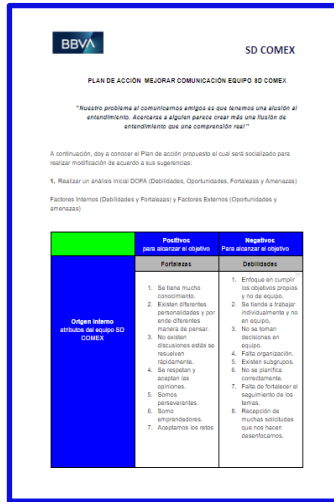 BBVA
SD COMEX
PLAN DE ACCIÓN MEJORAR COMUNICACIÓN EQUIPO SD COMEX
"Nuestro problema al comunicarnos amigos es que tenemos una alusión al
entendimiento. Acercarse a alguien parece crear más una ilusión de
entendimiento que una comprensión real"
A continuación, doy a conocer el Plan de acción propuesto el cual será socializado para
realizar modificación de acuerdo a sus sugerencias:
1. Realizar un análisis inicial DOFA (Debilidades, Oportunidades, Fortalezas y Amenazas)
Factores Internos (Debilidades y Fortalezas) y Factores Externos (Oportunidades y
amenazas)
Positivos
para alcanzar el objetivo
Negativos
Para alcanzar el objetivo
Fortalezas
Debilidades
Origen Interno
atributos del equipo SD
COMEX
1. Se tiene mucho
conocimiento.
2. Existen diferentes
personalidades y por
ende diferentes
manera de pensar.
3. No existen
discusiones estás se
resuelven
rápidamente.
4. Se respetan y
aceptan las
opiniones.
5. Somos
perseverantes.
6. Somo
emprendedores.
7. Aceptamos los retos
1. Enfoque en cumplir
los objetivos propios
y no de equipo.
2. Se tiende a trabajar
individualmente y no
en equipo.
3. No se toman
decisiones en
equipo.
4. Falta organización.
5. Existen subgrupos.
6. No se planifica
correctamente.
7. Falta de fortalecer el
seguimiento de los
temas.
8. Recepción de
muchas solicitudes
que nos hacen
desenfocarnos.